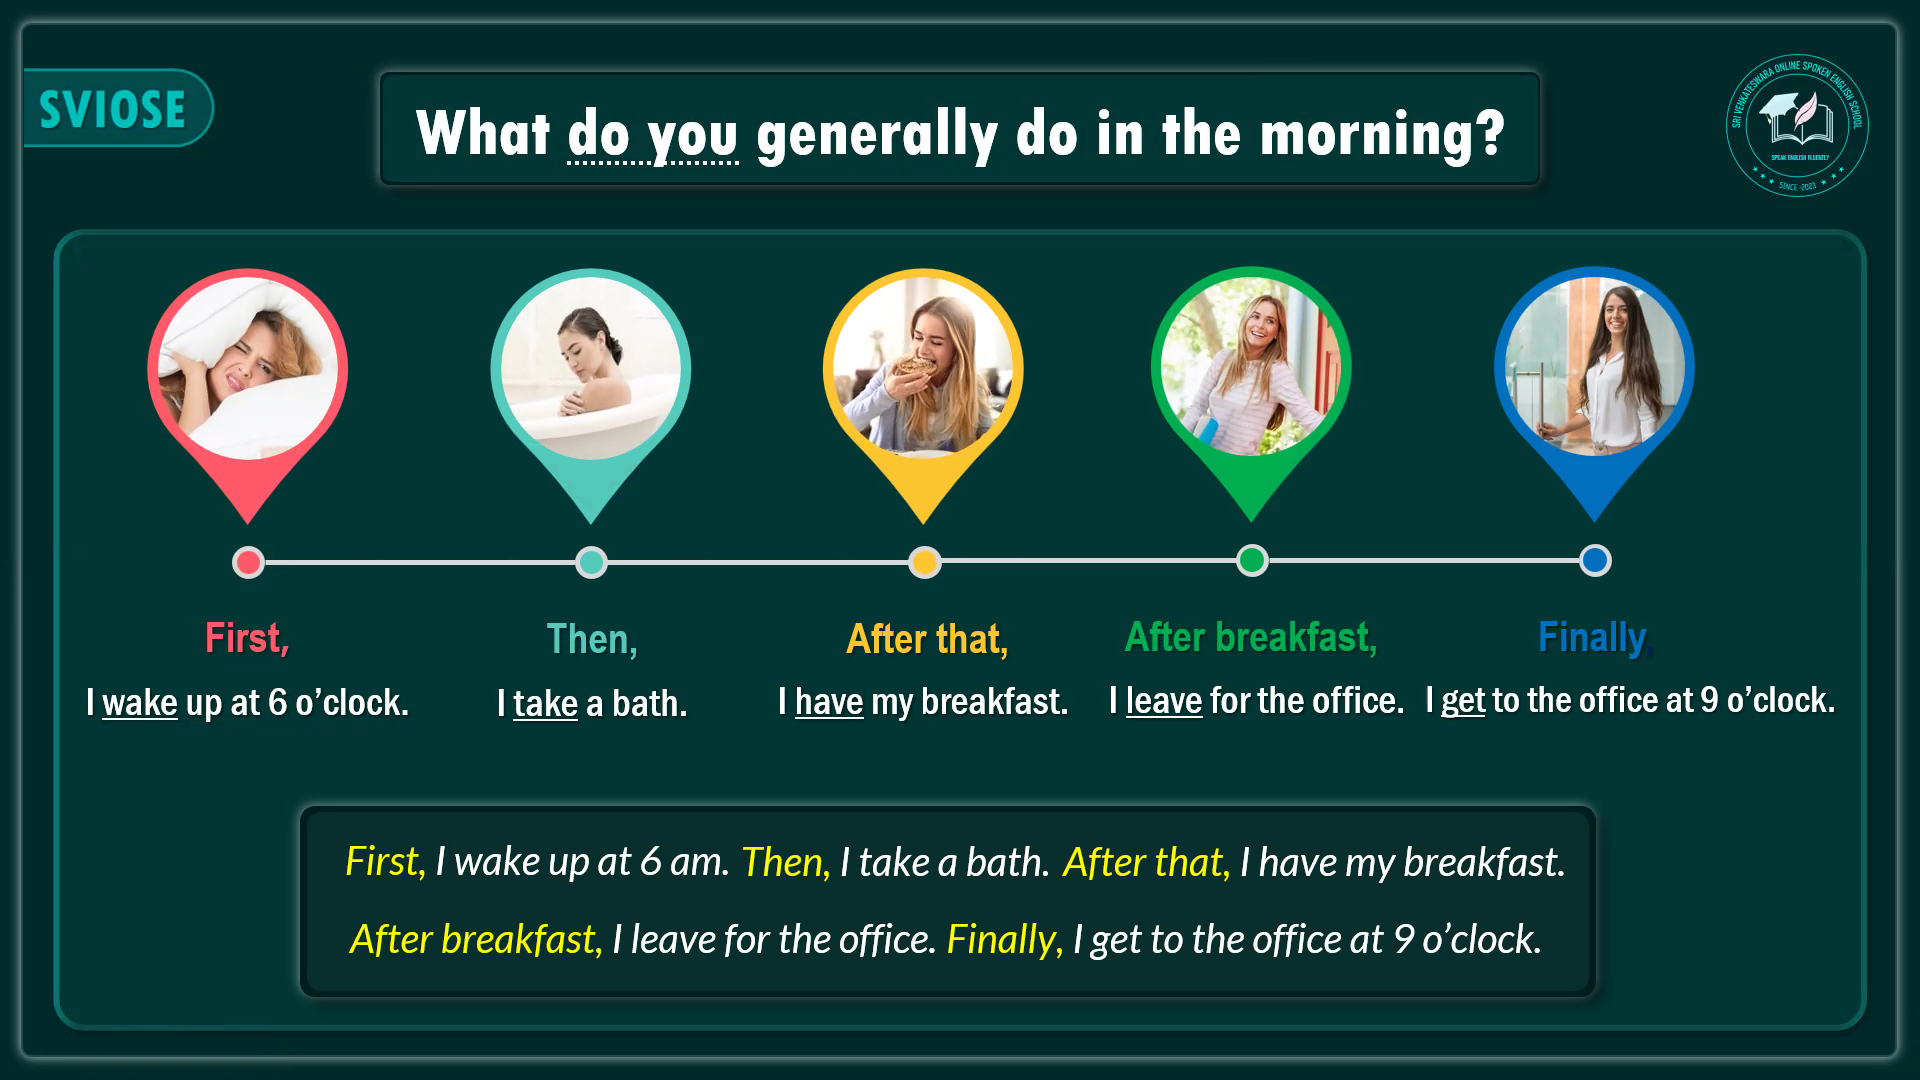 SVIOSE
What do you generally do in the morning?
SRI VENKATESWARA ONLINE SPOKEN ENGLISH SCHOOL
SPEAK ENGLISH FLUENTLY
SINCE -2023
First,
I wake up at 6 o’clock.
Then,
I take a bath.
After that,
I have my breakfast.
After breakfast,
I leave for the office.
Finally,
I get to the office at 9 o’clock.
First, I wake up at 6 am. Then, I take a bath. After that, I have my breakfast.
After breakfast, I leave for the office. Finally, I get to the office at 9 o’clock.